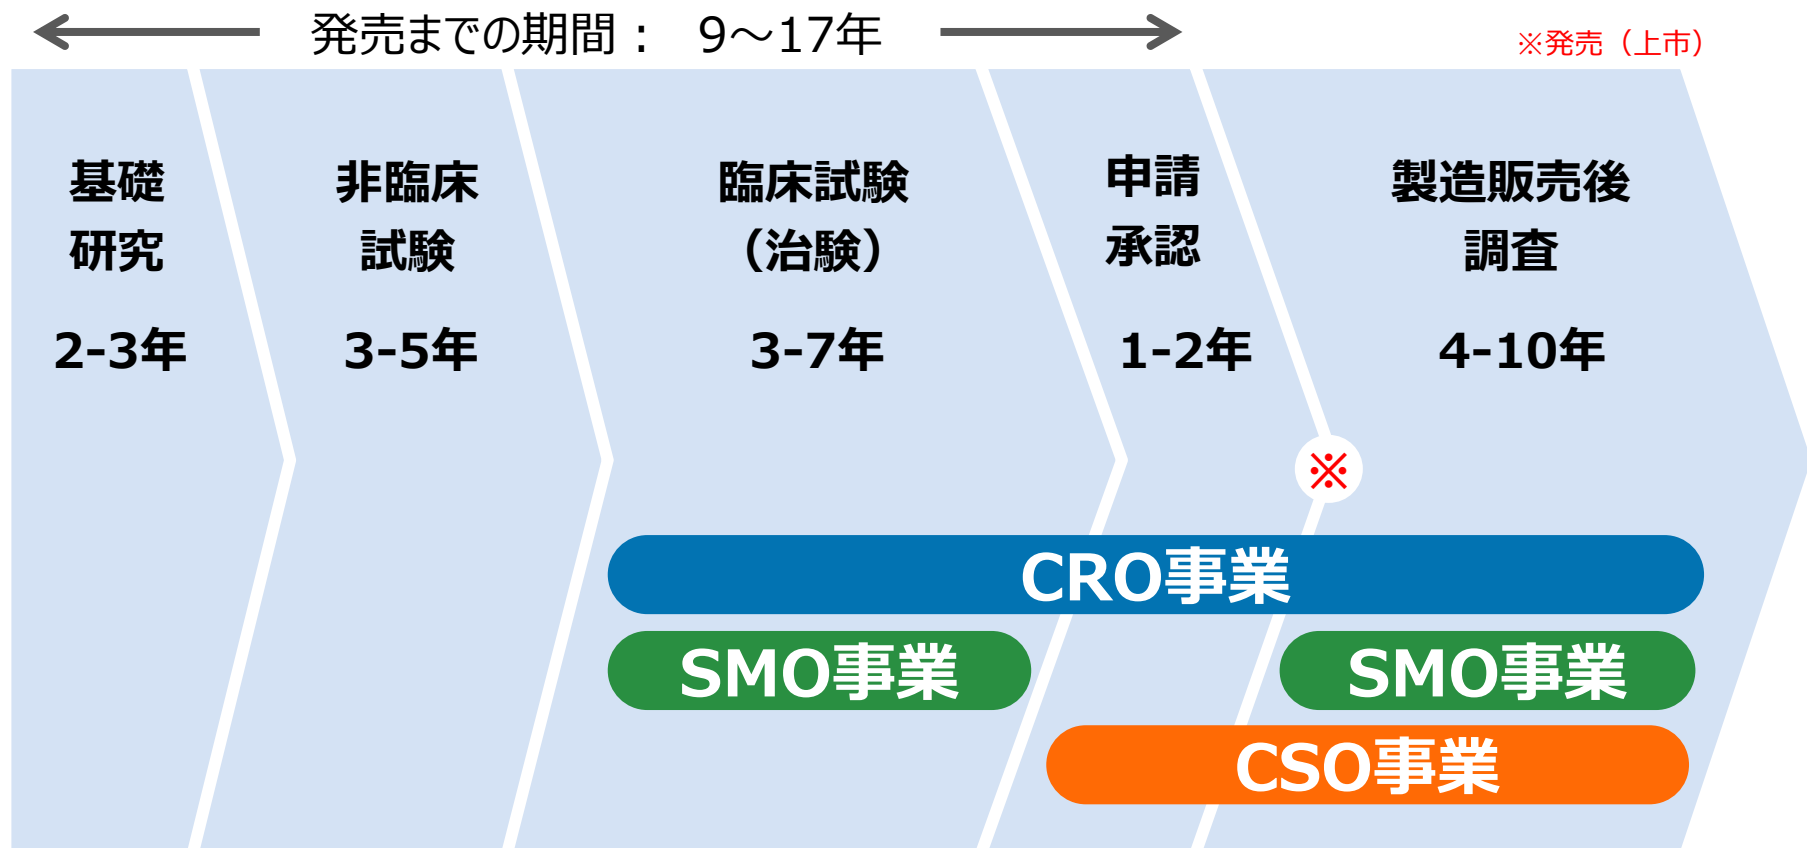 発売までの期間： 9～17年
※発売（上市）
基礎
研究
2-3年
非臨床
試験
3-5年
臨床試験
（治験）
3-7年
申請
承認
1-2年
製造販売後
調査
4-10年
※
CRO事業
SMO事業
SMO事業
CSO事業